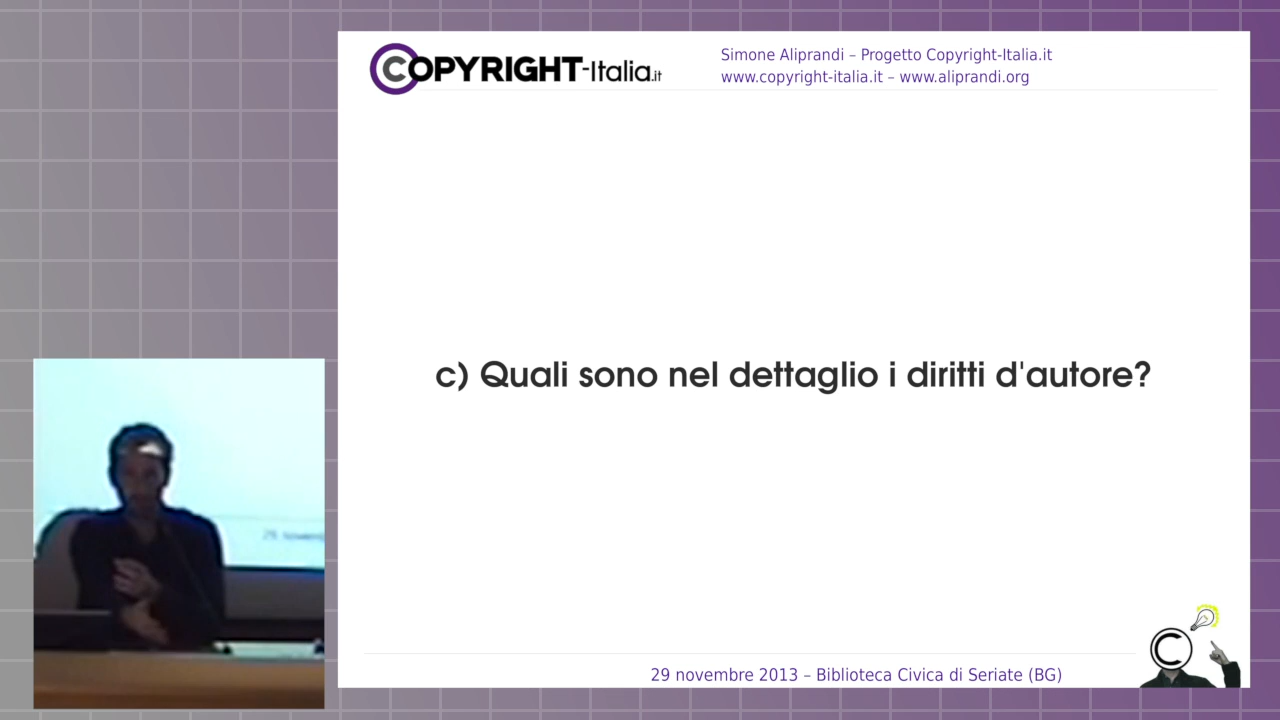 COPYRIGHT-Italia.it
Simone Aliprandi – Progetto Copyright-Italia.it
www.copyright-italia.it – www.aliprandi.org
c) Quali sono nel dettaglio i diritti d'autore?
29 novembre 2013 – Biblioteca Civica di Seriate (BG)
C